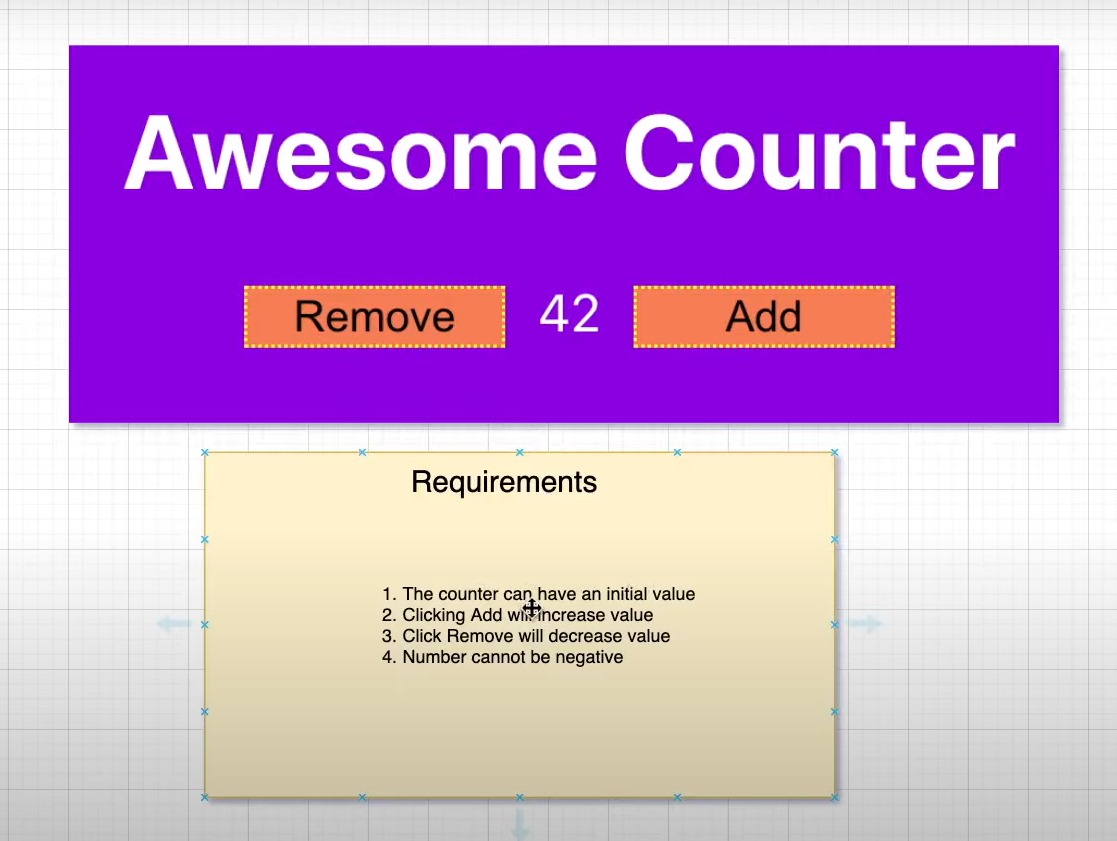 Awesome Counter
Remove 42 Add
Requirements
1. The counter can have an initial value
2. Clicking Add will increase value
3. Click Remove will decrease value
4. Number cannot be negative